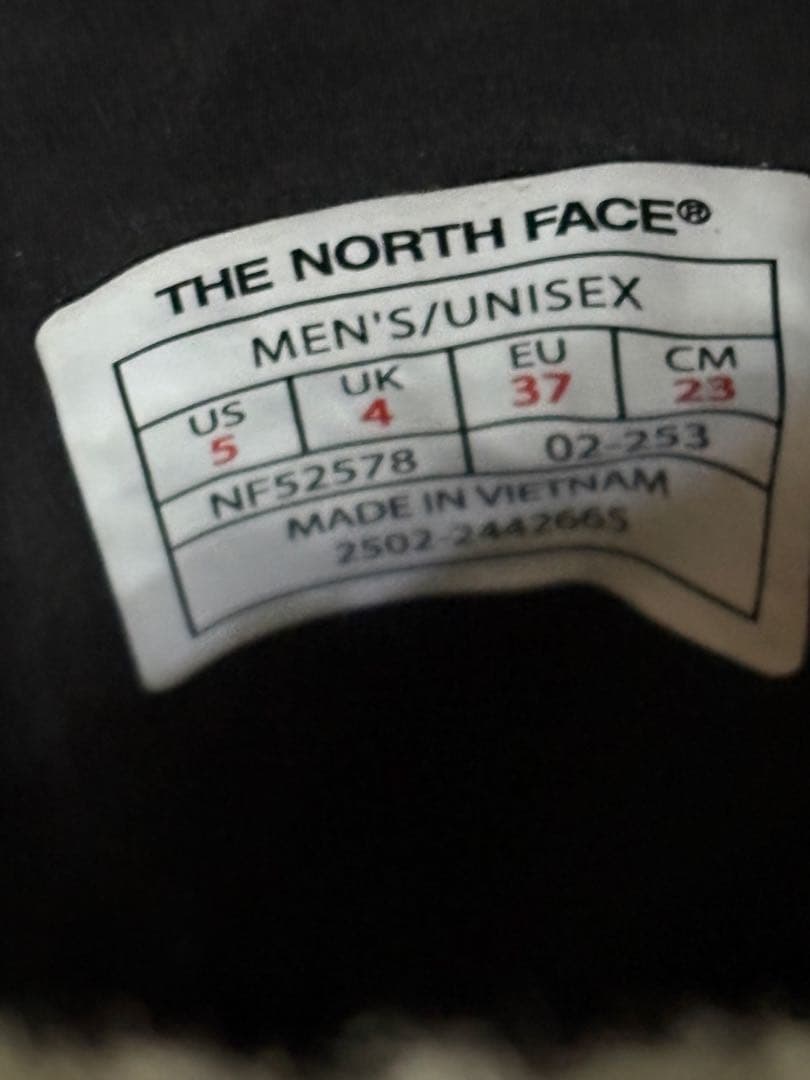 THE NORTH FACE®
MEN'S/UNISEX
US UK EU CM
5 4 37 23
NF52578 02-253
MADE IN VIETNAM
2502-2442665